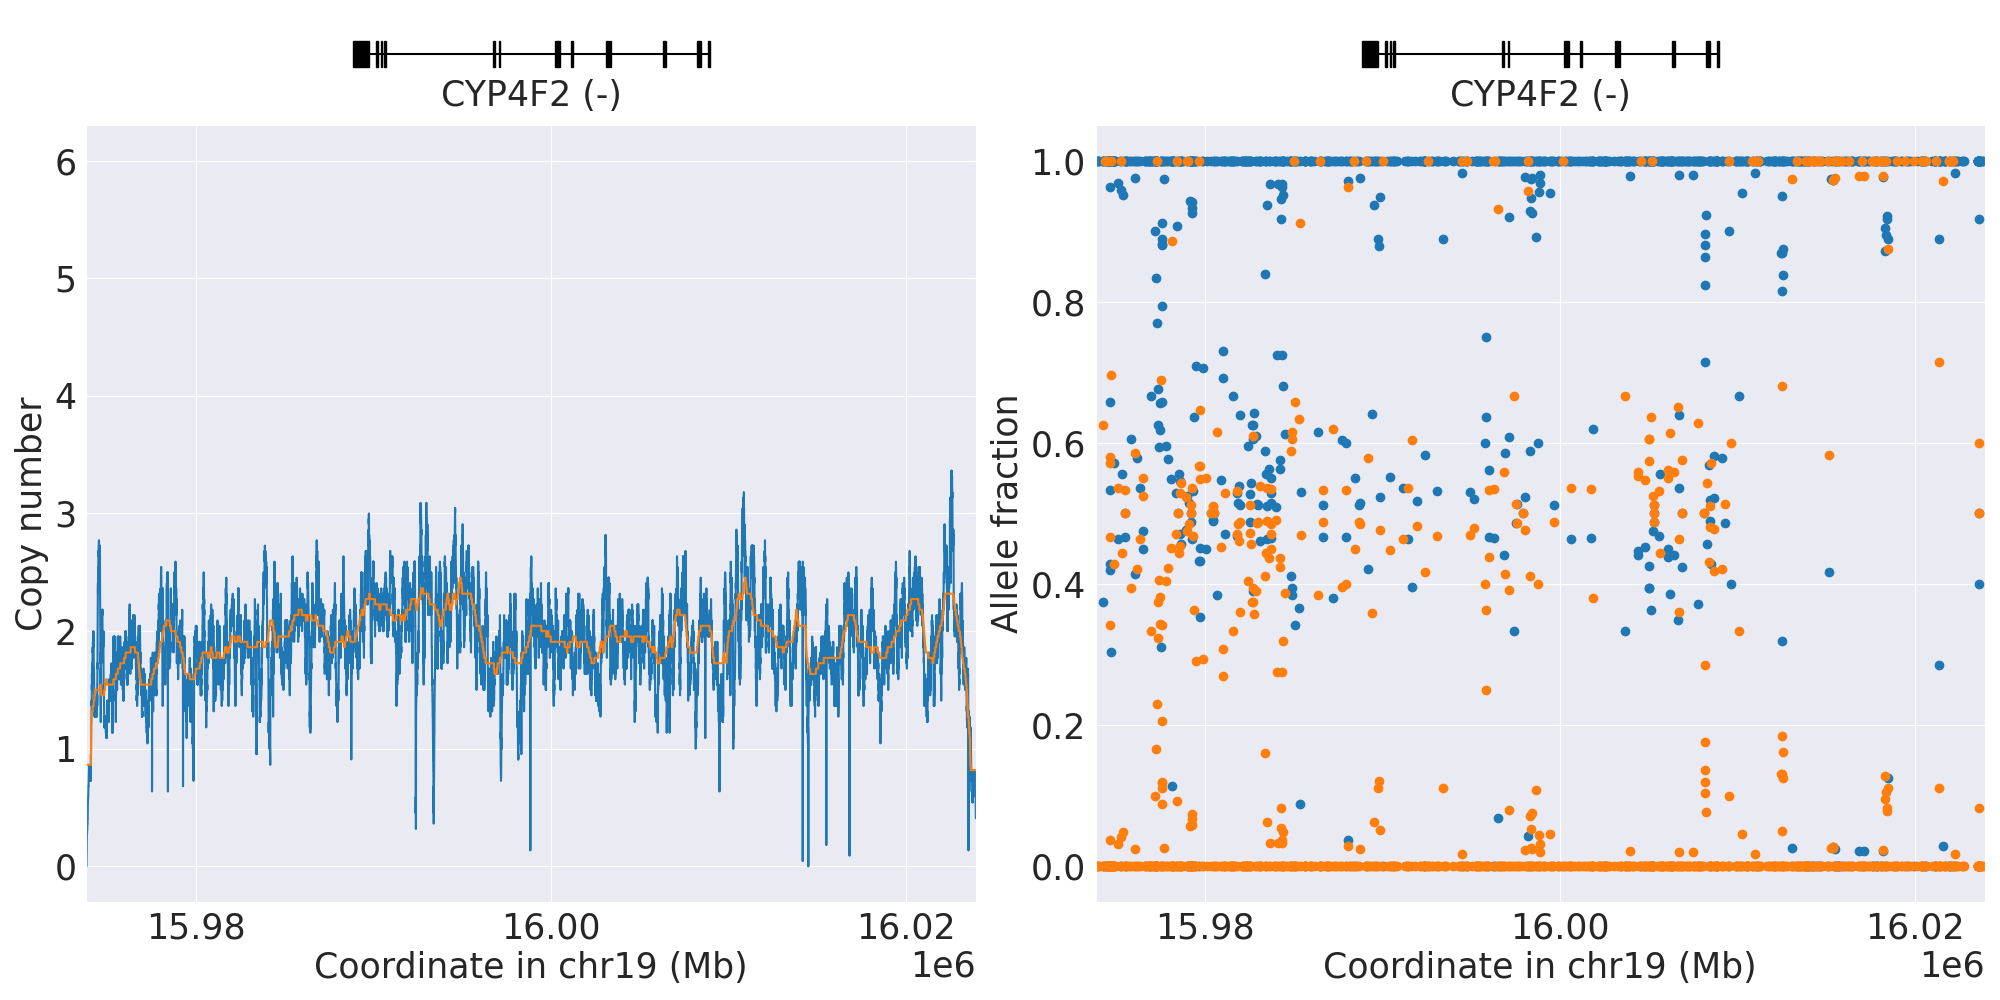 CYP4F2 (-)
6
5
4
3
2
1
0
Copy number
15.98
16.00
16.02
Coordinate in chr19 (Mb)
1e6
CYP4F2 (-)
1.0
0.8
0.6
0.4
0.2
0.0
Allele fraction
15.98
16.00
16.02
Coordinate in chr19 (Mb)
1e6